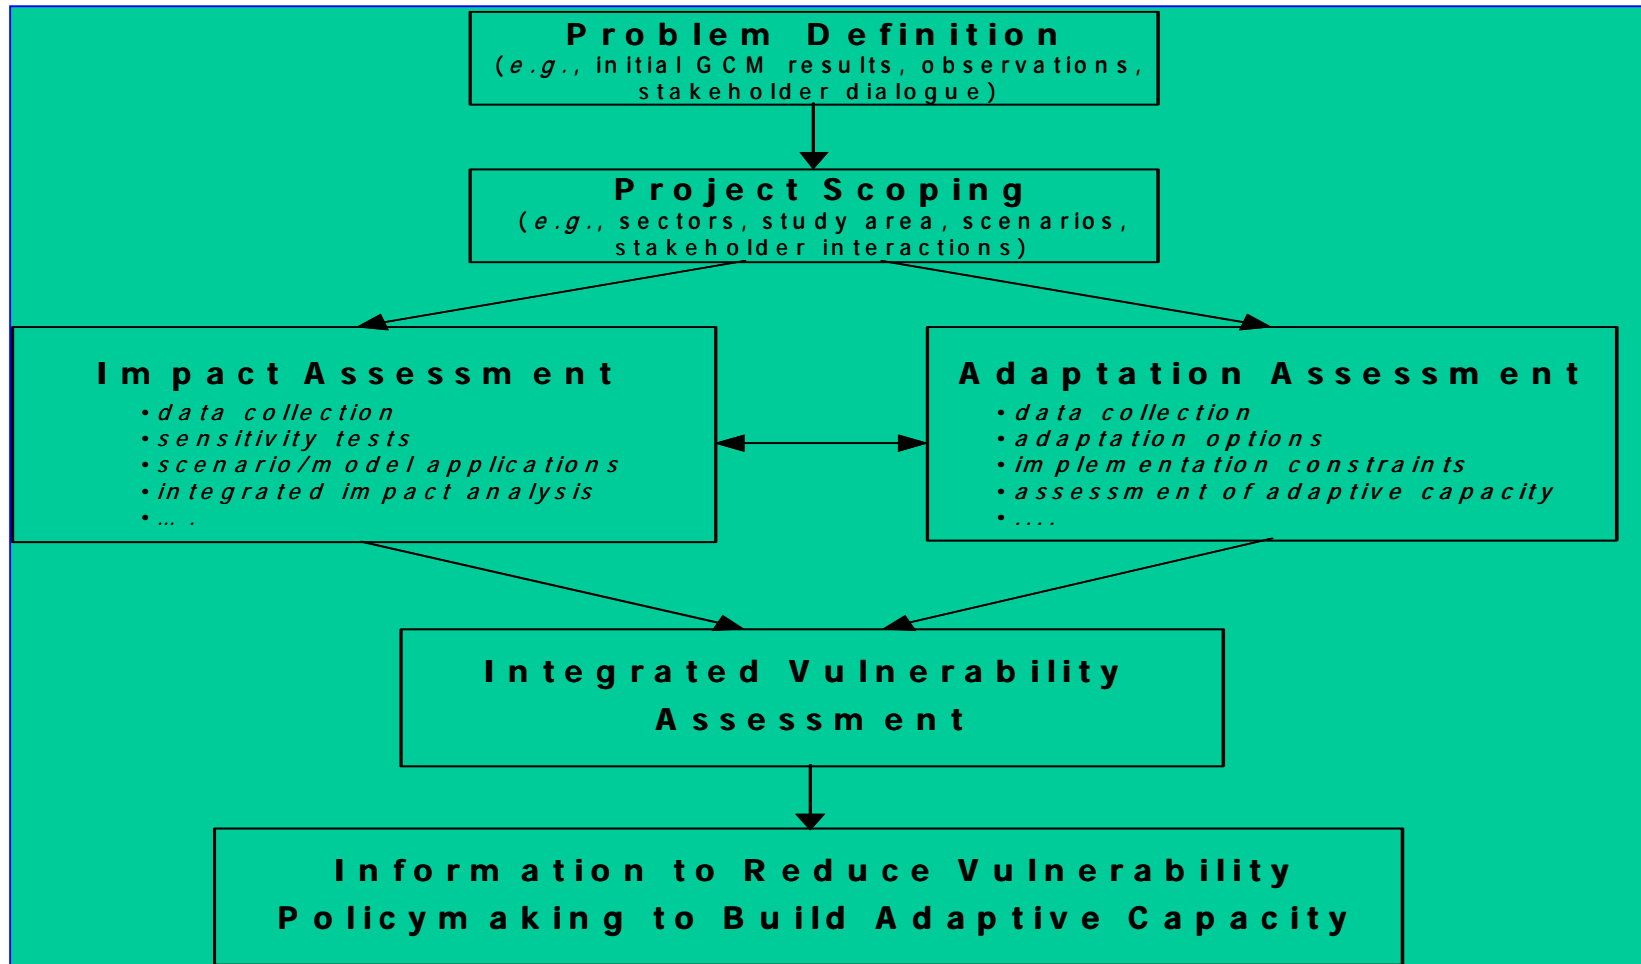 Problem Definition
(e.g., initial GCM results, observations,
stakeholder dialogue)
Project Scoping
(e.g., sectors, study area, scenarios,
stakeholder interactions)
Impact Assessment
• data collection
• sensitivity tests
• scenario/model applications
• integrated impact analysis
• ….
Adaptation Assessment
• data collection
• adaptation options
• implementation constraints
• assessment of adaptive capacity
• ....
Integrated Vulnerability
Assessment
Information to Reduce Vulnerability
Policymaking to Build Adaptive Capacity